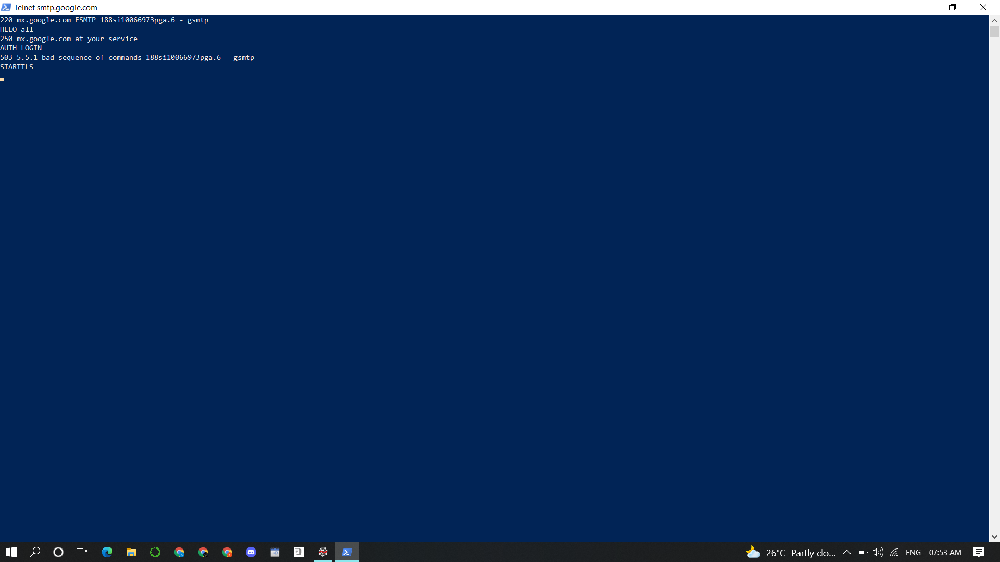 Telnet smtp.google.com
220 mx.google.com ESMTP 188si10066973pga.6 - gsmtp
HELO all
250 mx.google.com at your service
AUTH LOGIN
503 5.5.1 bad sequence of commands 188si10066973pga.6 - gsmtp
STARTTLS
26°C Partly clo... ENG 07:53 AM